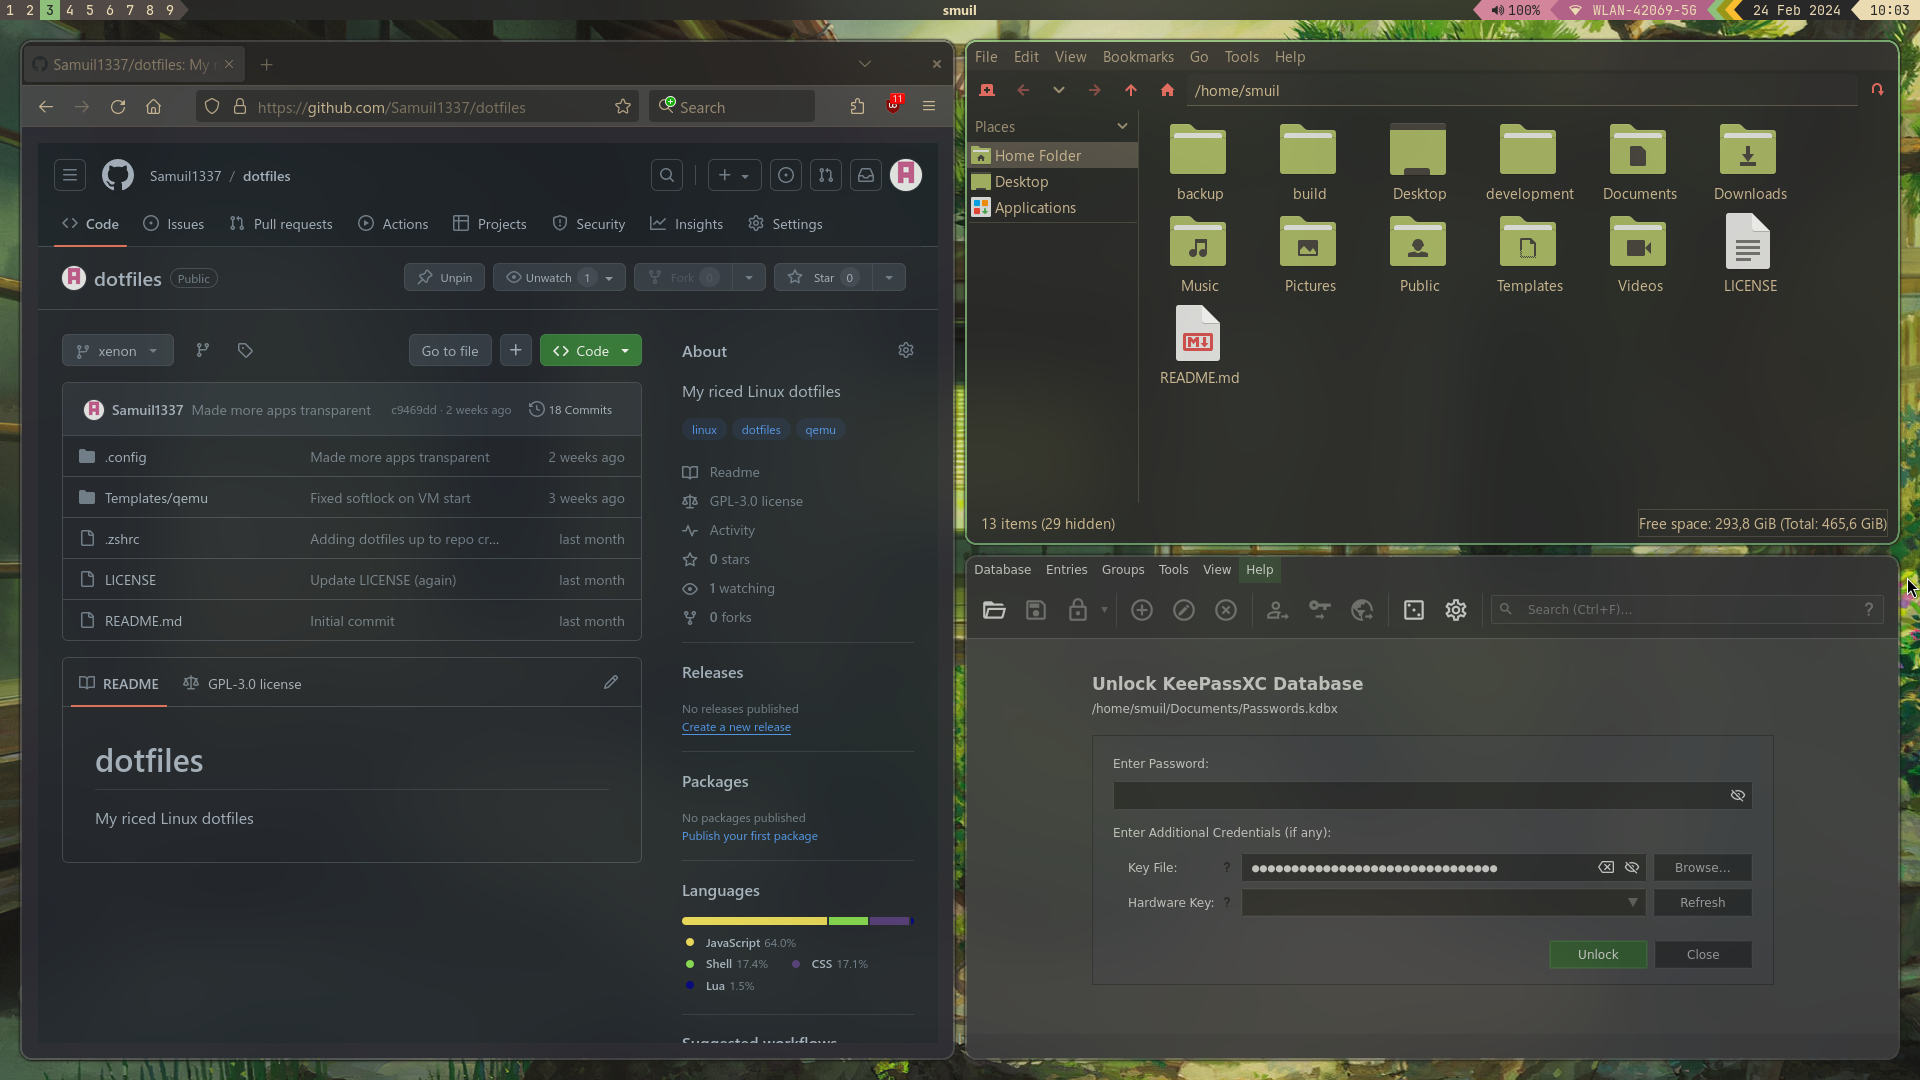 1 2 3 4 5 6 7 8 9
smuil
100%
WLAN-42069-5G
24 Feb 2024
10:03
Samuil1337/dotfiles: My r
https://github.com/Samuil1337/dotfiles
Search
11
Samuil1337 / dotfiles
Code
Issues
Pull requests
Actions
Projects
Security
Insights
Settings
dotfiles Public
Unpin
Unwatch 1
Fork 0
Star 0
xenon
Go to file
+
Code
Samuil1337 Made more apps transparent c9469dd · 2 weeks ago 18 Commits
.config Made more apps transparent 2 weeks ago
Templates/qemu Fixed softlock on VM start 3 weeks ago
.zshrc Adding dotfiles up to repo cr... last month
LICENSE Update LICENSE (again) last month
README.md Initial commit last month
README
GPL-3.0 license
dotfiles
My riced Linux dotfiles
About
My riced Linux dotfiles
linux dotfiles qemu
Readme
GPL-3.0 license
Activity
0 stars
1 watching
0 forks
Releases
No releases published
Create a new release
Packages
No packages published
Publish your first package
Languages
JavaScript 64.0%
Shell 17.4% CSS 17.1%
Lua 1.5%
Suggested workflows
File Edit View Bookmarks Go Tools Help
/home/smuil
Places
Home Folder
Desktop
Applications
backup build Desktop development Documents Downloads
Music Pictures Public Templates Videos LICENSE
M
README.md
13 items (29 hidden)
Free space: 293,8 GiB (Total: 465,6 GiB)
Database Entries Groups Tools View Help
Search (Ctrl+F)... ?
Unlock KeePassXC Database
/home/smuil/Documents/Passwords.kdbx
Enter Password:
Enter Additional Credentials (if any):
Key File: ? ●●●●●●●●●●●●●●●●●●●●●●●●●●●●●●● Browse...
Hardware Key: ? Refresh
Unlock Close